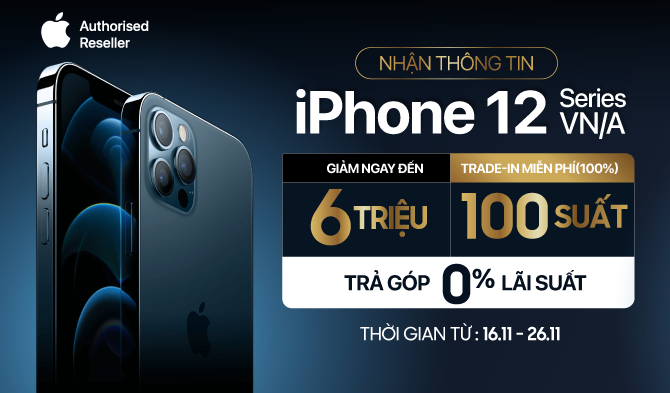 Authorised
Reseller
NHẬN THÔNG TIN
iPhone 12 Series VN/A
GIẢM NGAY ĐẾN
6 TRIỆU
TRADE-IN MIỄN PHÍ(100%)
100 SUẤT
TRẢ GÓP 0% LÃI SUẤT
THỜI GIAN TỪ : 16.11 - 26.11